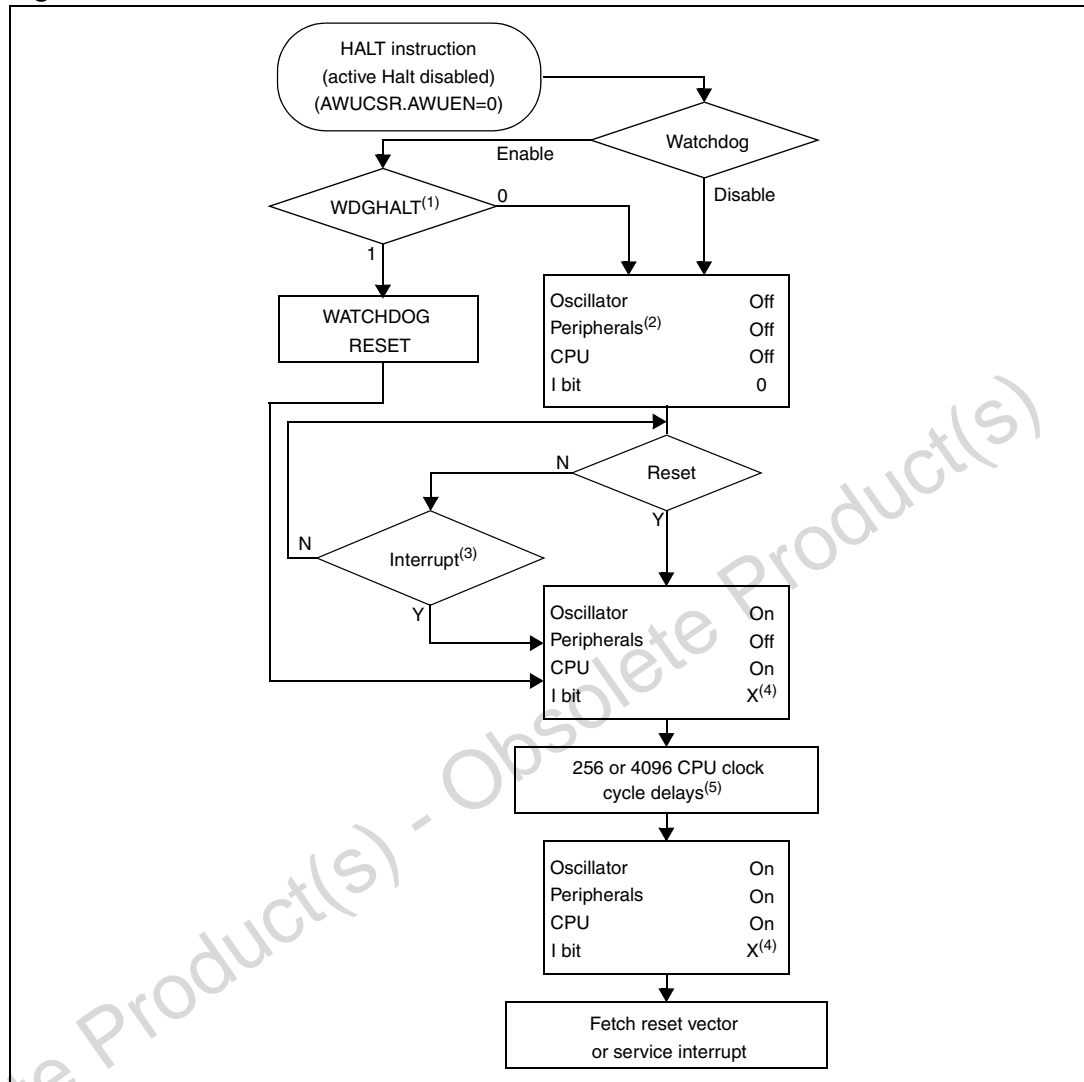 HALT instruction
(active Halt disabled)
(AWUCSR.AWUEN=0)
Watchdog
Enable
Disable
WDGHALT(1)
0
1
WATCHDOG
RESET
Oscillator Off
Peripherals(2) Off
CPU Off
I bit 0
Reset
N
Y
Interrupt(3)
N
Y
Oscillator On
Peripherals Off
CPU On
I bit X(4)
256 or 4096 CPU clock
cycle delays(5)
Oscillator On
Peripherals On
CPU On
I bit X(4)
Fetch reset vector
or service interrupt
te Product(s) - Obsolete Product(s)